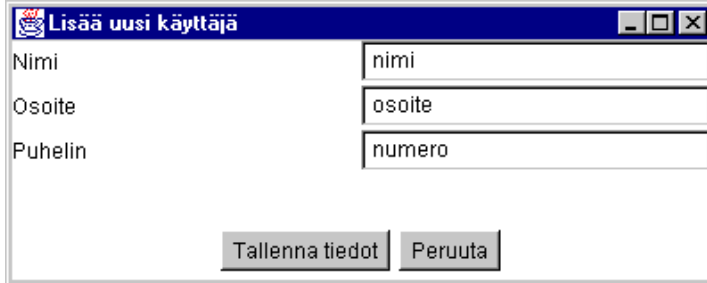 Lisää uusi käyttäjä
Nimi nimi
Osoite osoite
Puhelin numero
Tallenna tiedot Peruuta